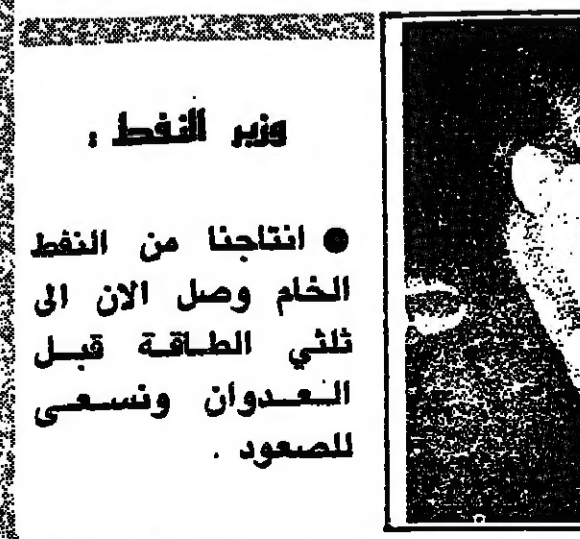 وزير النفط :
● انتاجنا من النفط
الخام وصل الان الى
ثلثي الطاقة قبل
العدوان ونسعى
للصعود .